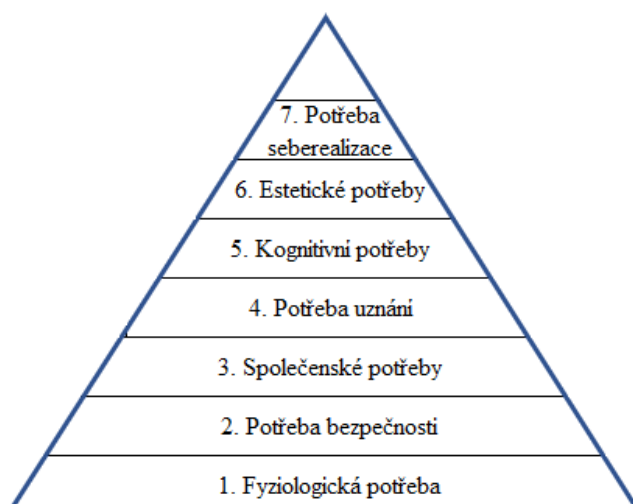 7. Potřeba
seberealizace
6. Estetické potřeby
5. Kognitivní potřeby
4. Potřeba uznání
3. Společenské potřeby
2. Potřeba bezpečnosti
1. Fyziologická potřeba